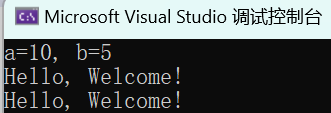 Microsoft Visual Studio 调试控制台
a=10, b=5
Hello, Welcome!
Hello, Welcome!